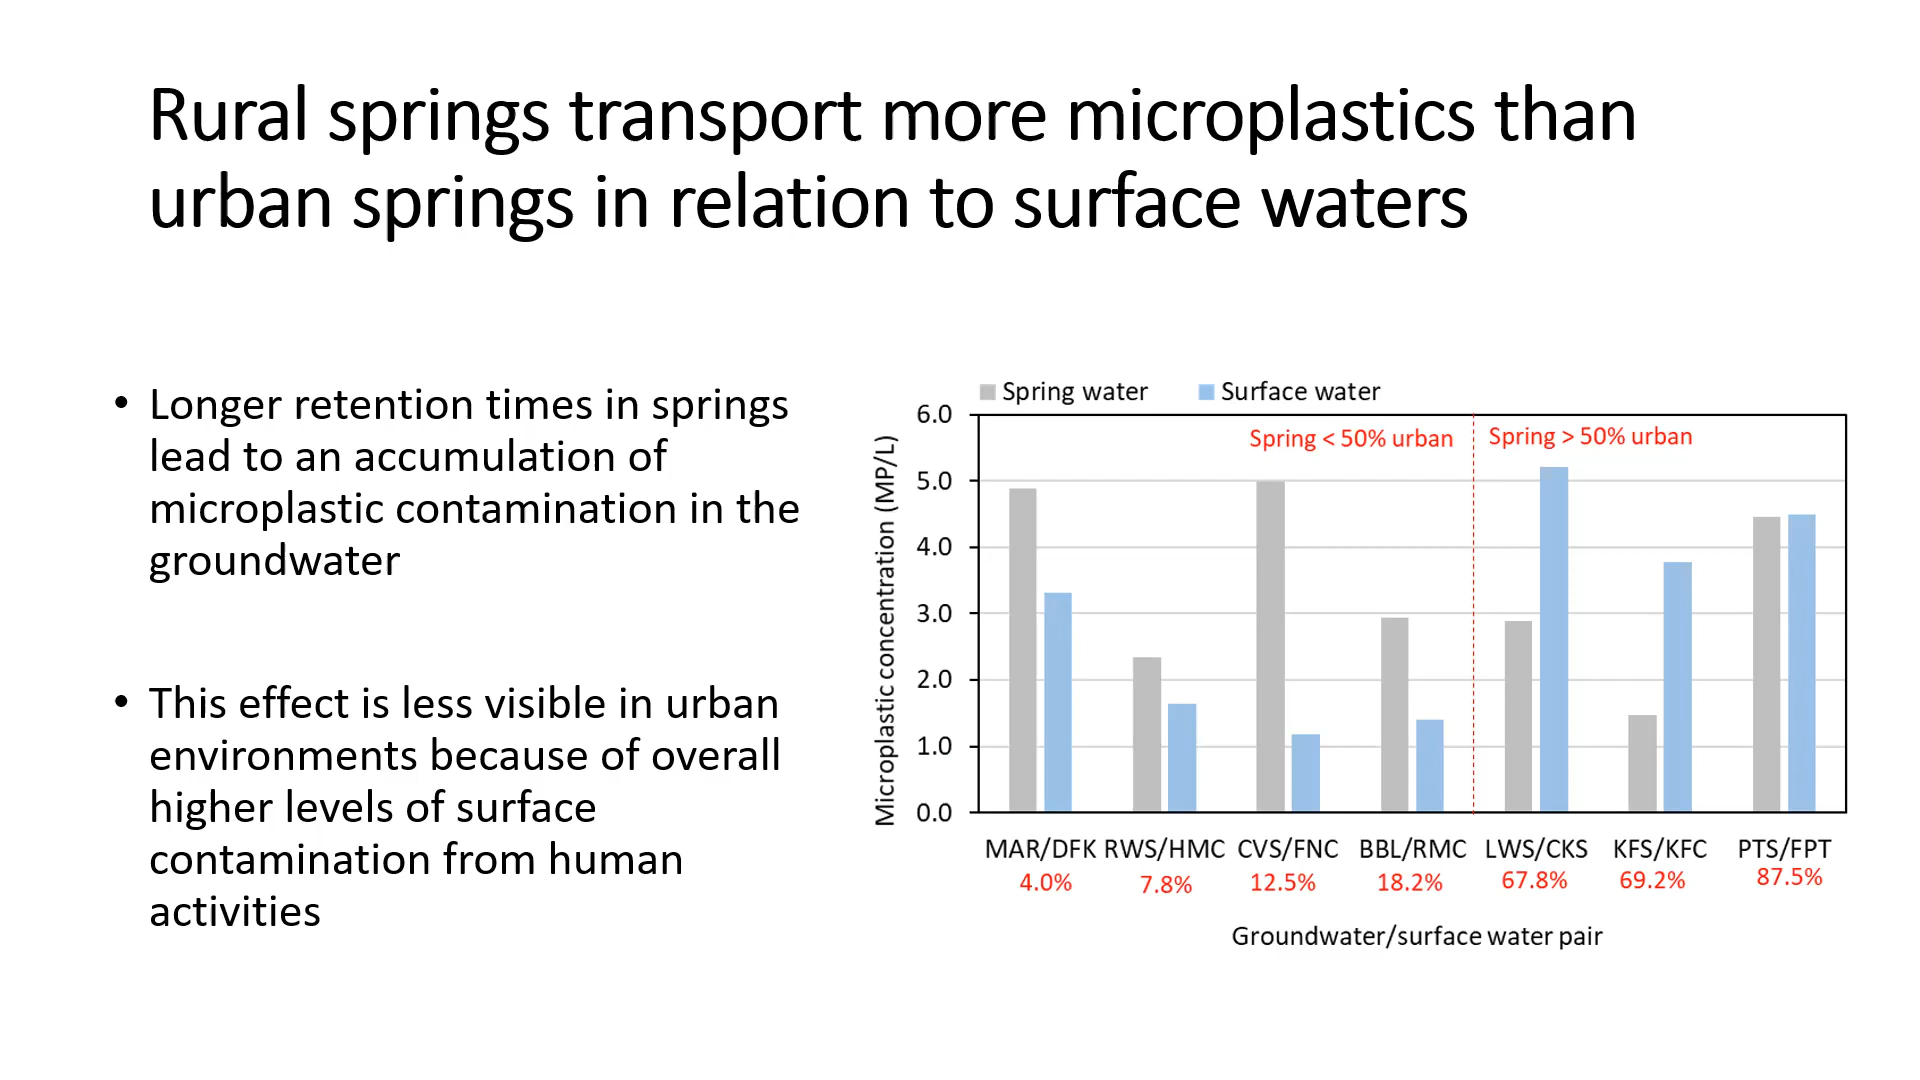 Rural springs transport more microplastics than
urban springs in relation to surface waters
• Longer retention times in springs
lead to an accumulation of
microplastic contamination in the
groundwater
• This effect is less visible in urban
environments because of overall
higher levels of surface
contamination from human
activities
Spring water Surface water
Spring < 50% urban Spring > 50% urban
Microplastic concentration (MP/L)
6.0
5.0
4.0
3.0
2.0
1.0
0.0
MAR/DFK RWS/HMC CVS/FNC BBL/RMC LWS/CKS KFS/KFC PTS/FPT
4.0% 7.8% 12.5% 18.2% 67.8% 69.2% 87.5%
Groundwater/surface water pair